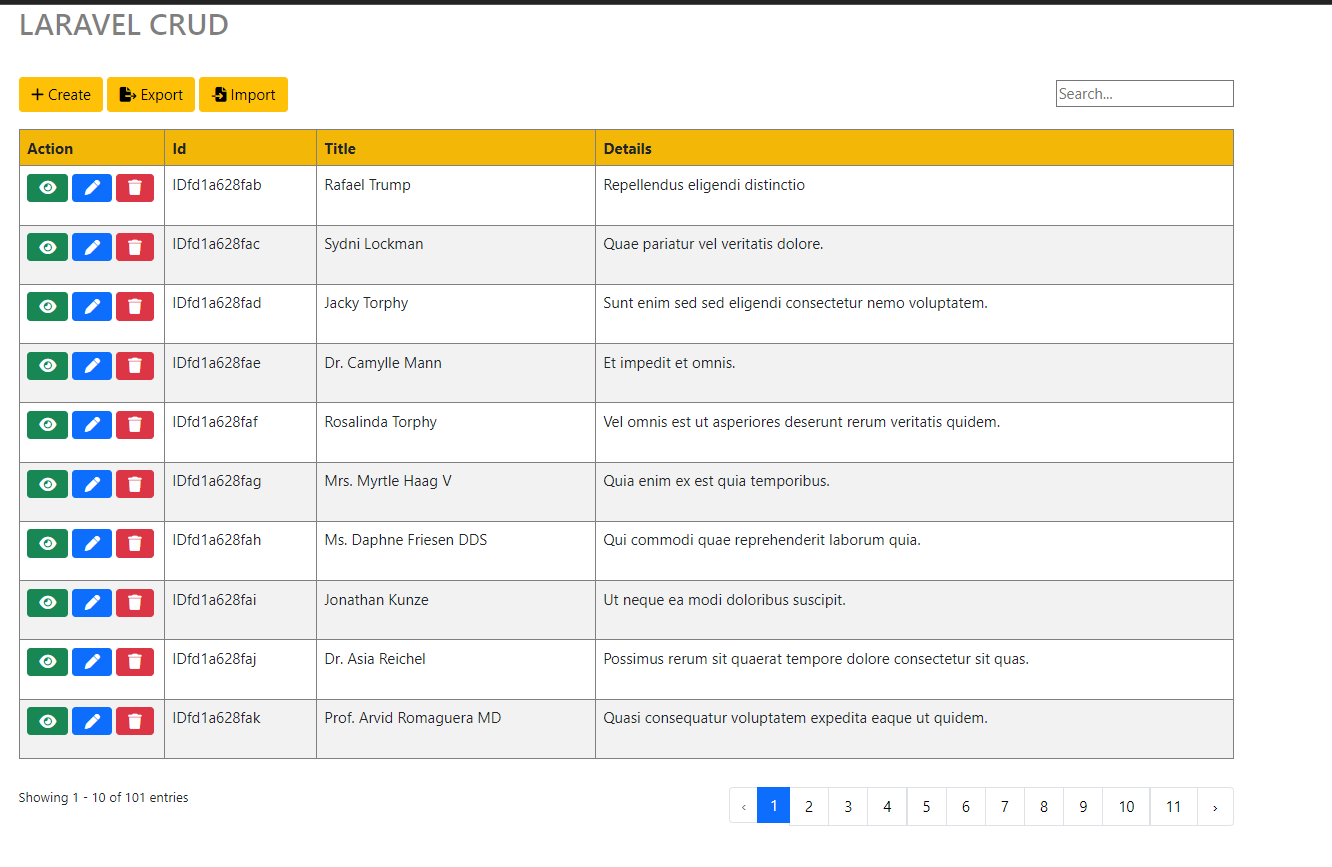 LARAVEL CRUD
Create Export Import Search...
Action Id Title Details
IDfd1a628fab Rafael Trump Repellendus eligendi distinctio
IDfd1a628fac Sydni Lockman Quae pariatur vel veritatis dolore.
IDfd1a628fad Jacky Torphy Sunt enim sed sed eligendi consectetur nemo voluptatem.
IDfd1a628fae Dr. Camylle Mann Et impedit et omnis.
IDfd1a628faf Rosalinda Torphy Vel omnis est ut asperiores deserunt rerum veritatis quidem.
IDfd1a628fag Mrs. Myrtle Haag V Quia enim ex est quia temporibus.
IDfd1a628fah Ms. Daphne Friesen DDS Qui commodi quae reprehenderit laborum quia.
IDfd1a628fai Jonathan Kunze Ut neque ea modi doloribus suscipit.
IDfd1a628faj Dr. Asia Reichel Possimus rerum sit quaerat tempore dolore consectetur sit quas.
IDfd1a628fak Prof. Arvid Romaguera MD Quasi consequatur voluptatem expedita eaque ut quidem.
Showing 1 - 10 of 101 entries ‹ 1 2 3 4 5 6 7 8 9 10 11 ›